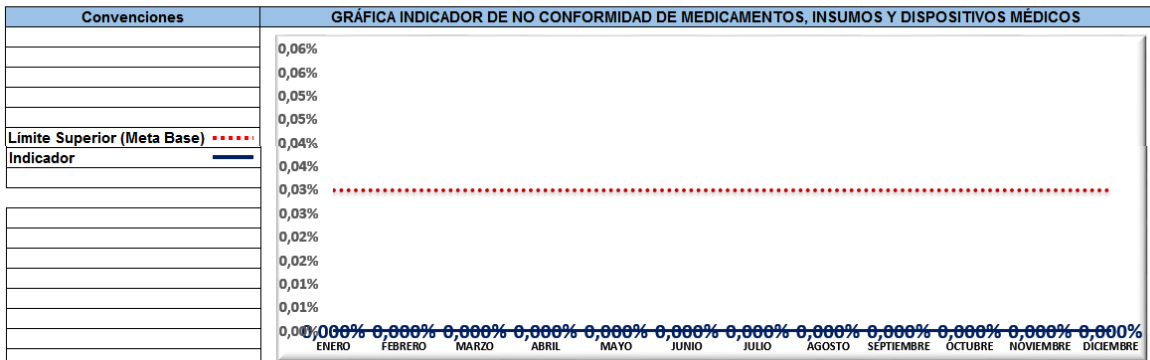 Convenciones
GRÁFICA INDICADOR DE NO CONFORMIDAD DE MEDICAMENTOS, INSUMOS Y DISPOSITIVOS MÉDICOS
Límite Superior (Meta Base)
Indicador
0,06%
0,06%
0,05%
0,05%
0,04%
0,04%
0,03%
0,03%
0,02%
0,02%
0,01%
0,01%
0,00%
0,000% 0,000% 0,000% 0,000% 0,000% 0,000% 0,000% 0,000% 0,000% 0,000% 0,000% 0,000%
ENERO FEBRERO MARZO ABRIL MAYO JUNIO JULIO AGOSTO SEPTIEMBRE OCTUBRE NOVIEMBRE DICIEMBRE